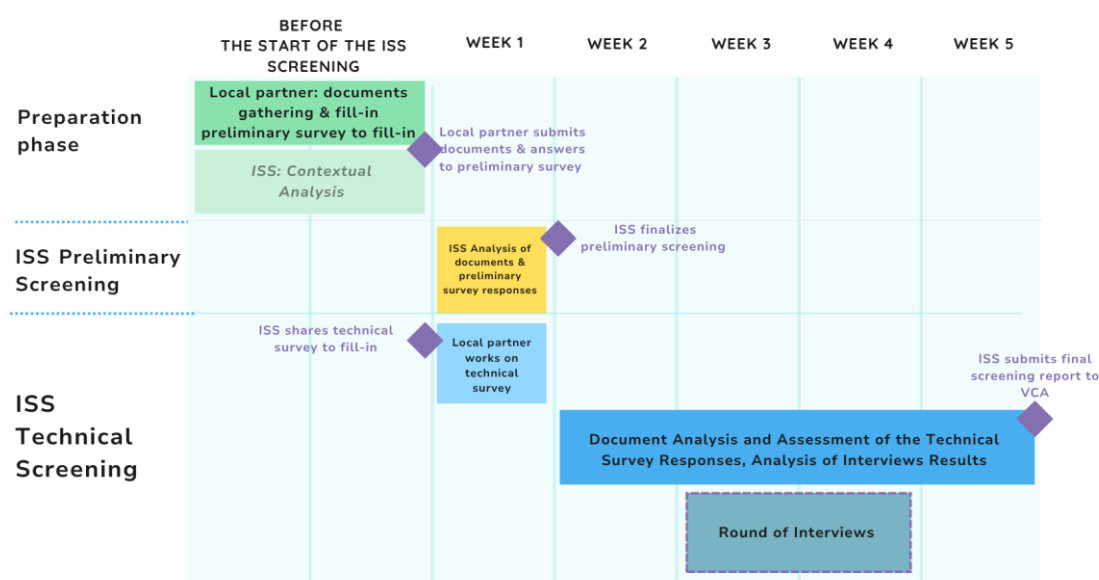 BEFORE
THE START OF THE ISS
SCREENING
WEEK 1
WEEK 2
WEEK 3
WEEK 4
WEEK 5
Preparation
phase
Local partner: documents
gathering & fill-in
preliminary survey to fill-in
Local partner submits
documents & answers
to preliminary survey
ISS: Contextual
Analysis
ISS Preliminary
Screening
ISS Analysis of
documents &
preliminary
survey responses
ISS finalizes
preliminary screening
ISS shares technical
survey to fill-in
Local partner
works on
technical
survey
ISS submits final
screening report to
VCA
ISS
Technical
Screening
Document Analysis and Assessment of the Technical
Survey Responses, Analysis of Interviews Results
Round of Interviews